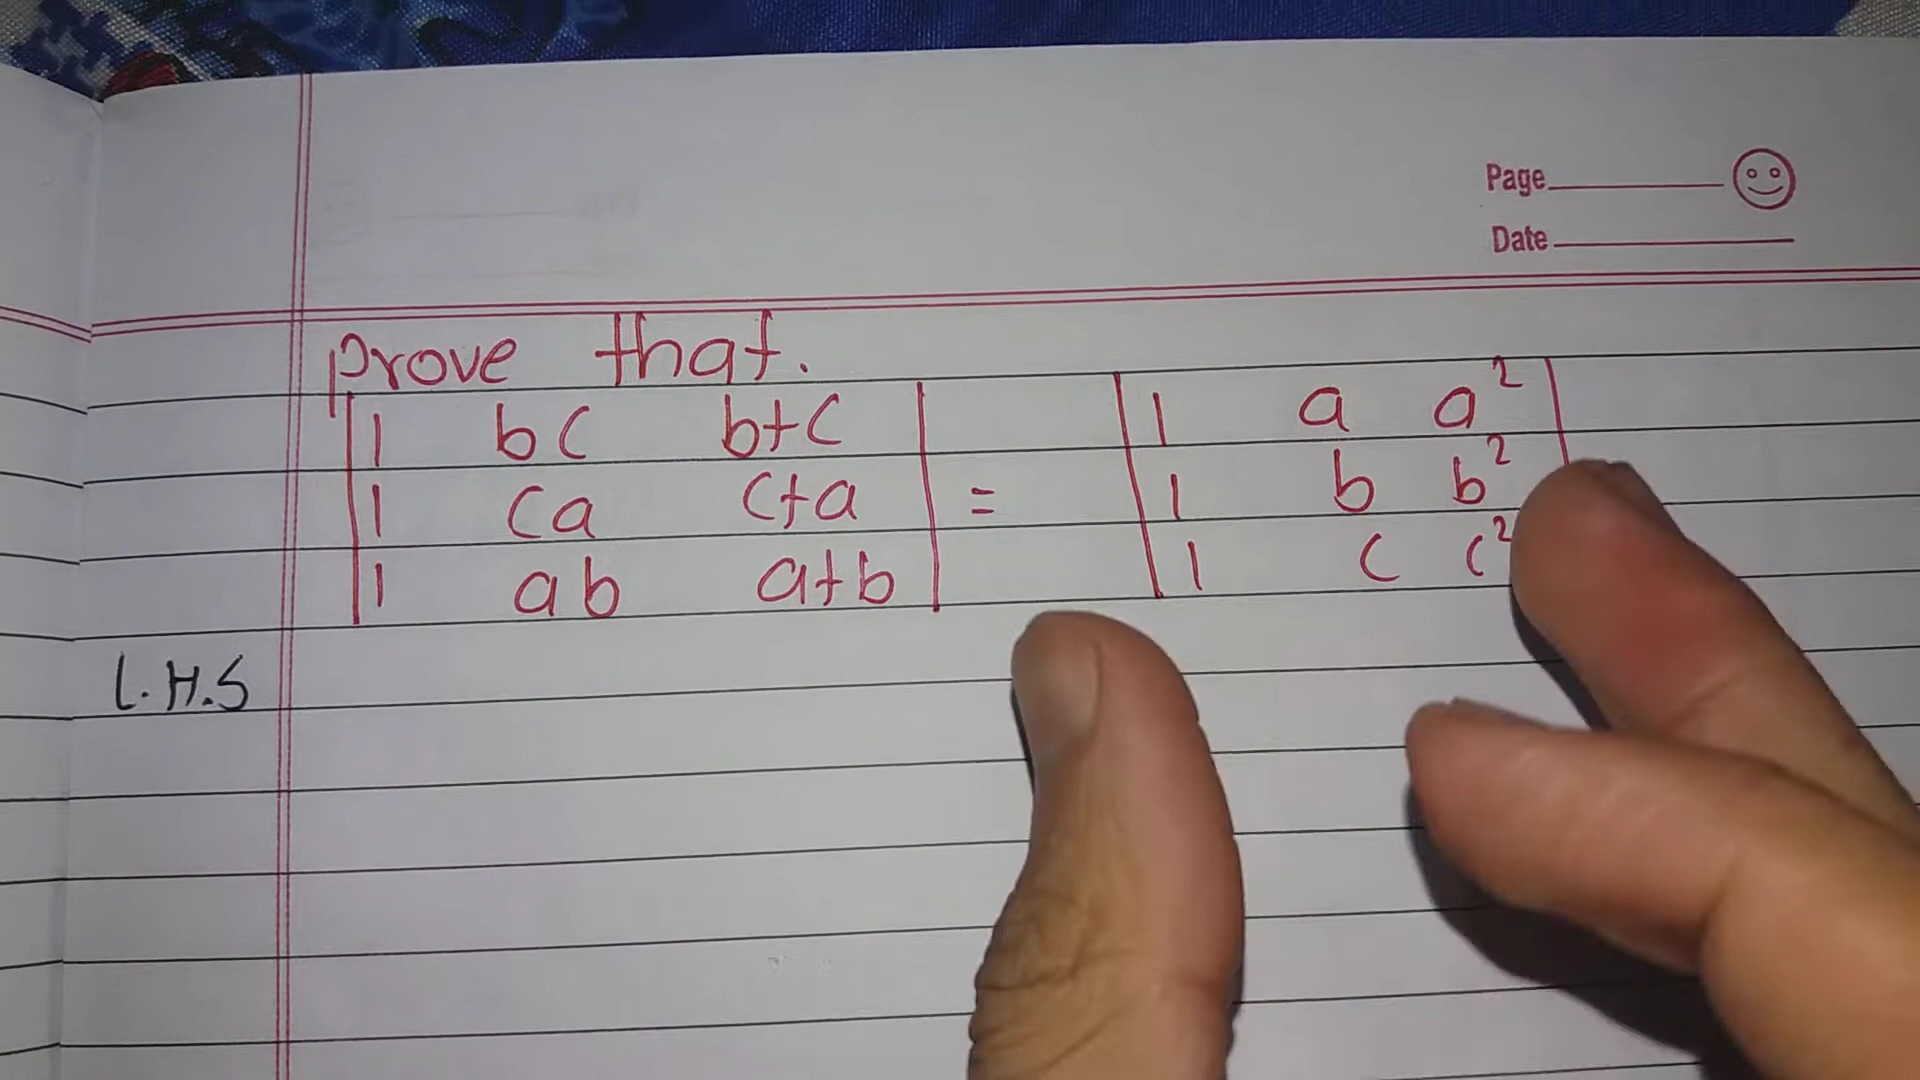 Page
Date
prove that.
1 bc b+c 1 a a²
1 ca c+a = 1 b b²
1 ab a+b 1 c c²
L.H.S